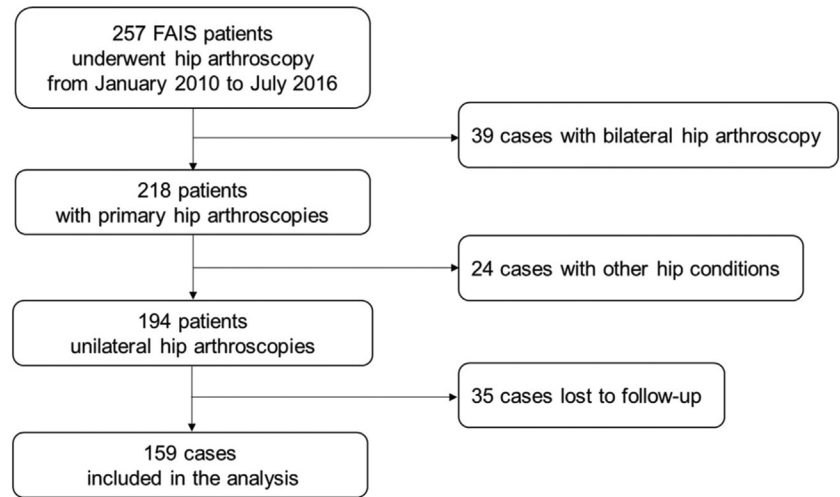 257 FAIS patients
underwent hip arthroscopy
from January 2010 to July 2016
39 cases with bilateral hip arthroscopy
218 patients
with primary hip arthroscopies
24 cases with other hip conditions
194 patients
unilateral hip arthroscopies
35 cases lost to follow-up
159 cases
included in the analysis